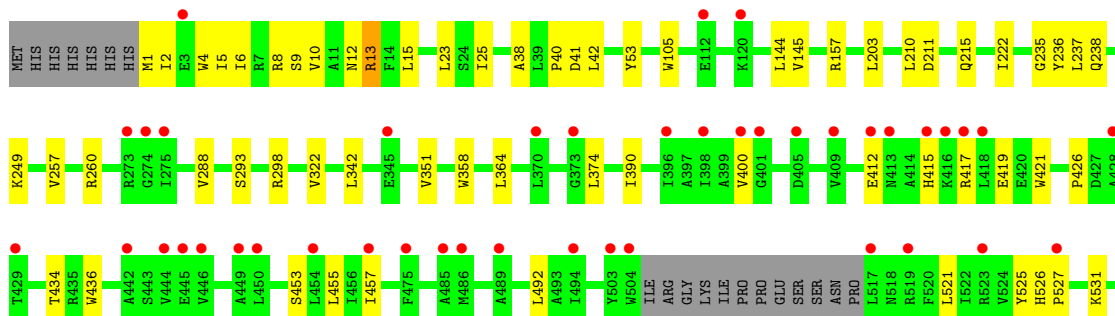 MET HIS HIS HIS HIS HIS HIS M1 I2 E3 W4 I5 I6 R7 R8 S9 V10 A11 N12 R13 F14 L15 L23 S24 I25 A38 L39 P40 D41 L42 Y53 W105 E112 K120 L144 V145 R157 L203 L210 D211 Q215 I222 G235 Y236 L237 Q238
K249 V257 R260 R273 G274 I275 V288 S293 R298 V322 L342 E345 V351 W358 L364 L370 G373 L374 I390 I396 A397 I398 A399 V400 G401 D405 V409 E412 N413 A414 H415 K416 R417 L418 E419 E420 W421 P426 D427 A428
T429 T434 R435 W436 A442 S443 V444 E445 V446 A449 L450 S453 L454 L455 I456 I457 F475 A485 M486 A489 L492 A493 I494 Y503 W504 ILE ARG GLY LYS ILE PRO PRO GLU SER SER ASN PRO L517 N518 R519 F520 L521 I522 R523 V524 Y525 H526 P527 K531